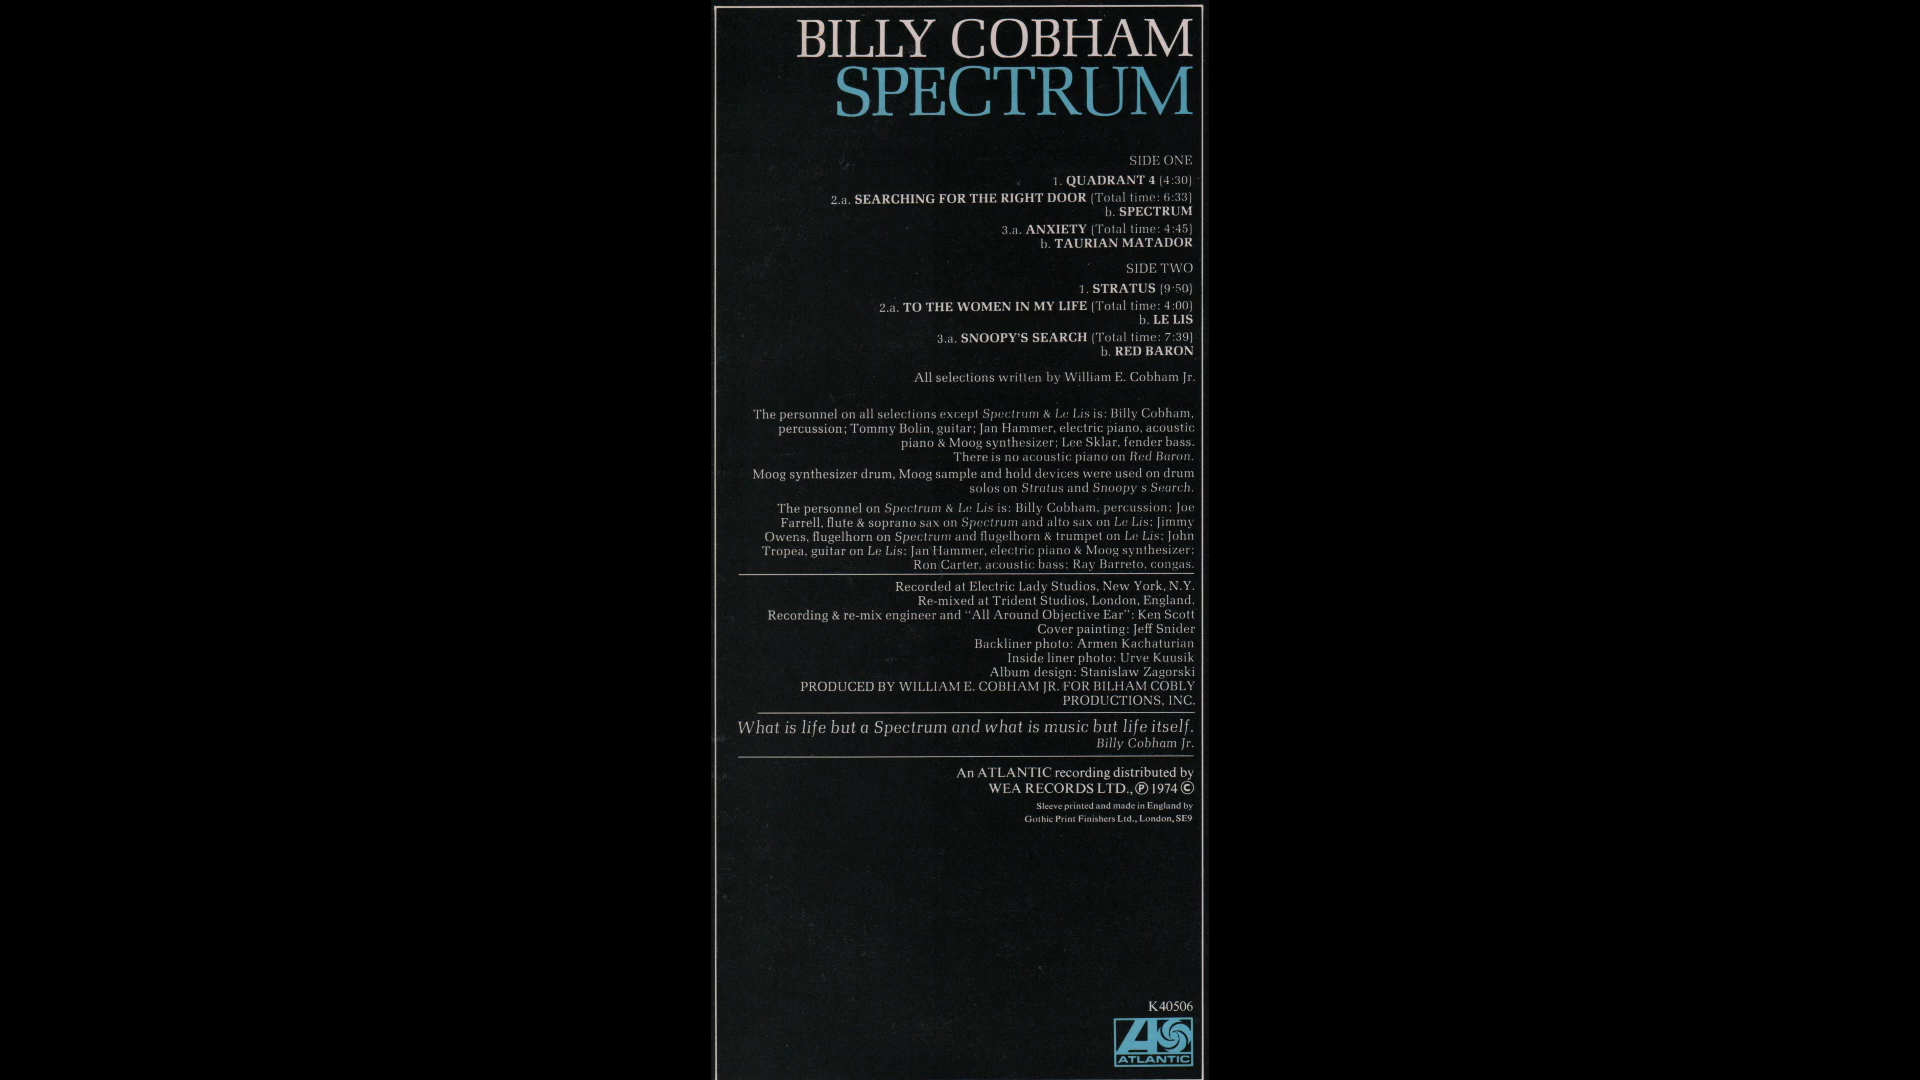 BILLY COBHAM
SPECTRUM
SIDE ONE
1. QUADRANT 4 (4:30)
2.a. SEARCHING FOR THE RIGHT DOOR (Total time: 6:33)
b. SPECTRUM
3.a. ANXIETY (Total time: 4:45)
b. TAURIAN MATADOR
SIDE TWO
1. STRATUS (9:50)
2.a. TO THE WOMEN IN MY LIFE (Total time: 4:00)
b. LE LIS
3.a. SNOOPY'S SEARCH (Total time: 7:39)
b. RED BARON
All selections written by William E. Cobham Jr.
The personnel on all selections except Spectrum & Le Lis is: Billy Cobham,
percussion; Tommy Bolin, guitar; Jan Hammer, electric piano, acoustic
piano & Moog synthesizer; Lee Sklar, fender bass.
There is no acoustic piano on Red Baron.
Moog synthesizer drum, Moog sample and hold devices were used on drum
solos on Stratus and Snoopy s Search.
The personnel on Spectrum & Le Lis is: Billy Cobham, percussion; Joe
Farrell, flute & soprano sax on Spectrum and alto sax on Le Lis; Jimmy
Owens, flugelhorn on Spectrum and flugelhorn & trumpet on Le Lis; John
Tropea, guitar on Le Lis; Jan Hammer, electric piano & Moog synthesizer;
Ron Carter, acoustic bass; Ray Barreto, congas.
Recorded at Electric Lady Studios, New York, N.Y.
Re-mixed at Trident Studios, London, England.
Recording & re-mix engineer and "All Around Objective Ear": Ken Scott
Cover painting: Jeff Snider
Backliner photo: Armen Kachaturian
Inside liner photo: Urve Kuusik
Album design: Stanislaw Zagorski
PRODUCED BY WILLIAM E. COBHAM JR. FOR BILHAM COBLY
PRODUCTIONS, INC.
What is life but a Spectrum and what is music but life itself.
Billy Cobham Jr.
An ATLANTIC recording distributed by
WEA RECORDS LTD., ℗ 1974 ©
Sleeve printed and made in England by
Gothic Print Finishers Ltd., London, SE9
K 40506
ATLANTIC